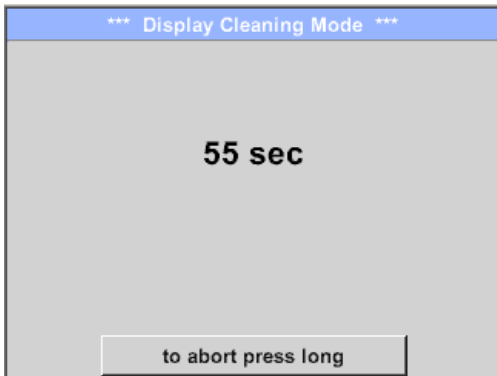 *** Display Cleaning Mode ***
55 sec
to abort press long